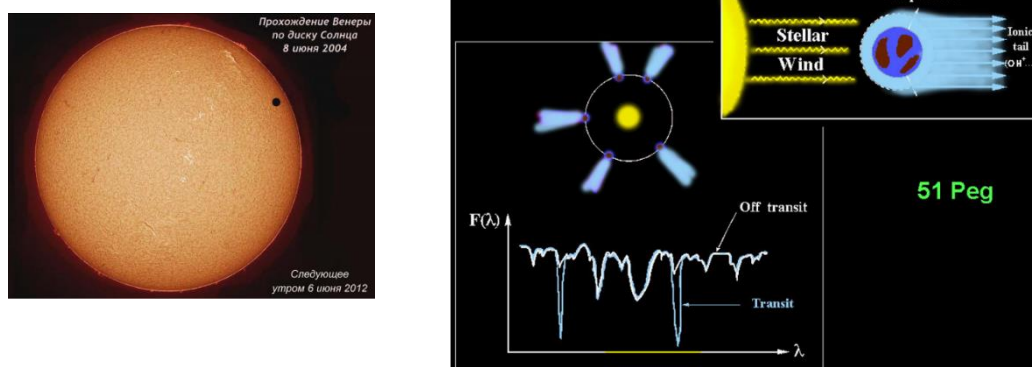 Прохождение Венеры
по диску Солнца
8 июня 2004
Следующее
утром 6 июня 2012
Stellar
Wind
Ionic
tail
(OH⁺...
51 Peg
F(λ)
Off transit
Transit
λ